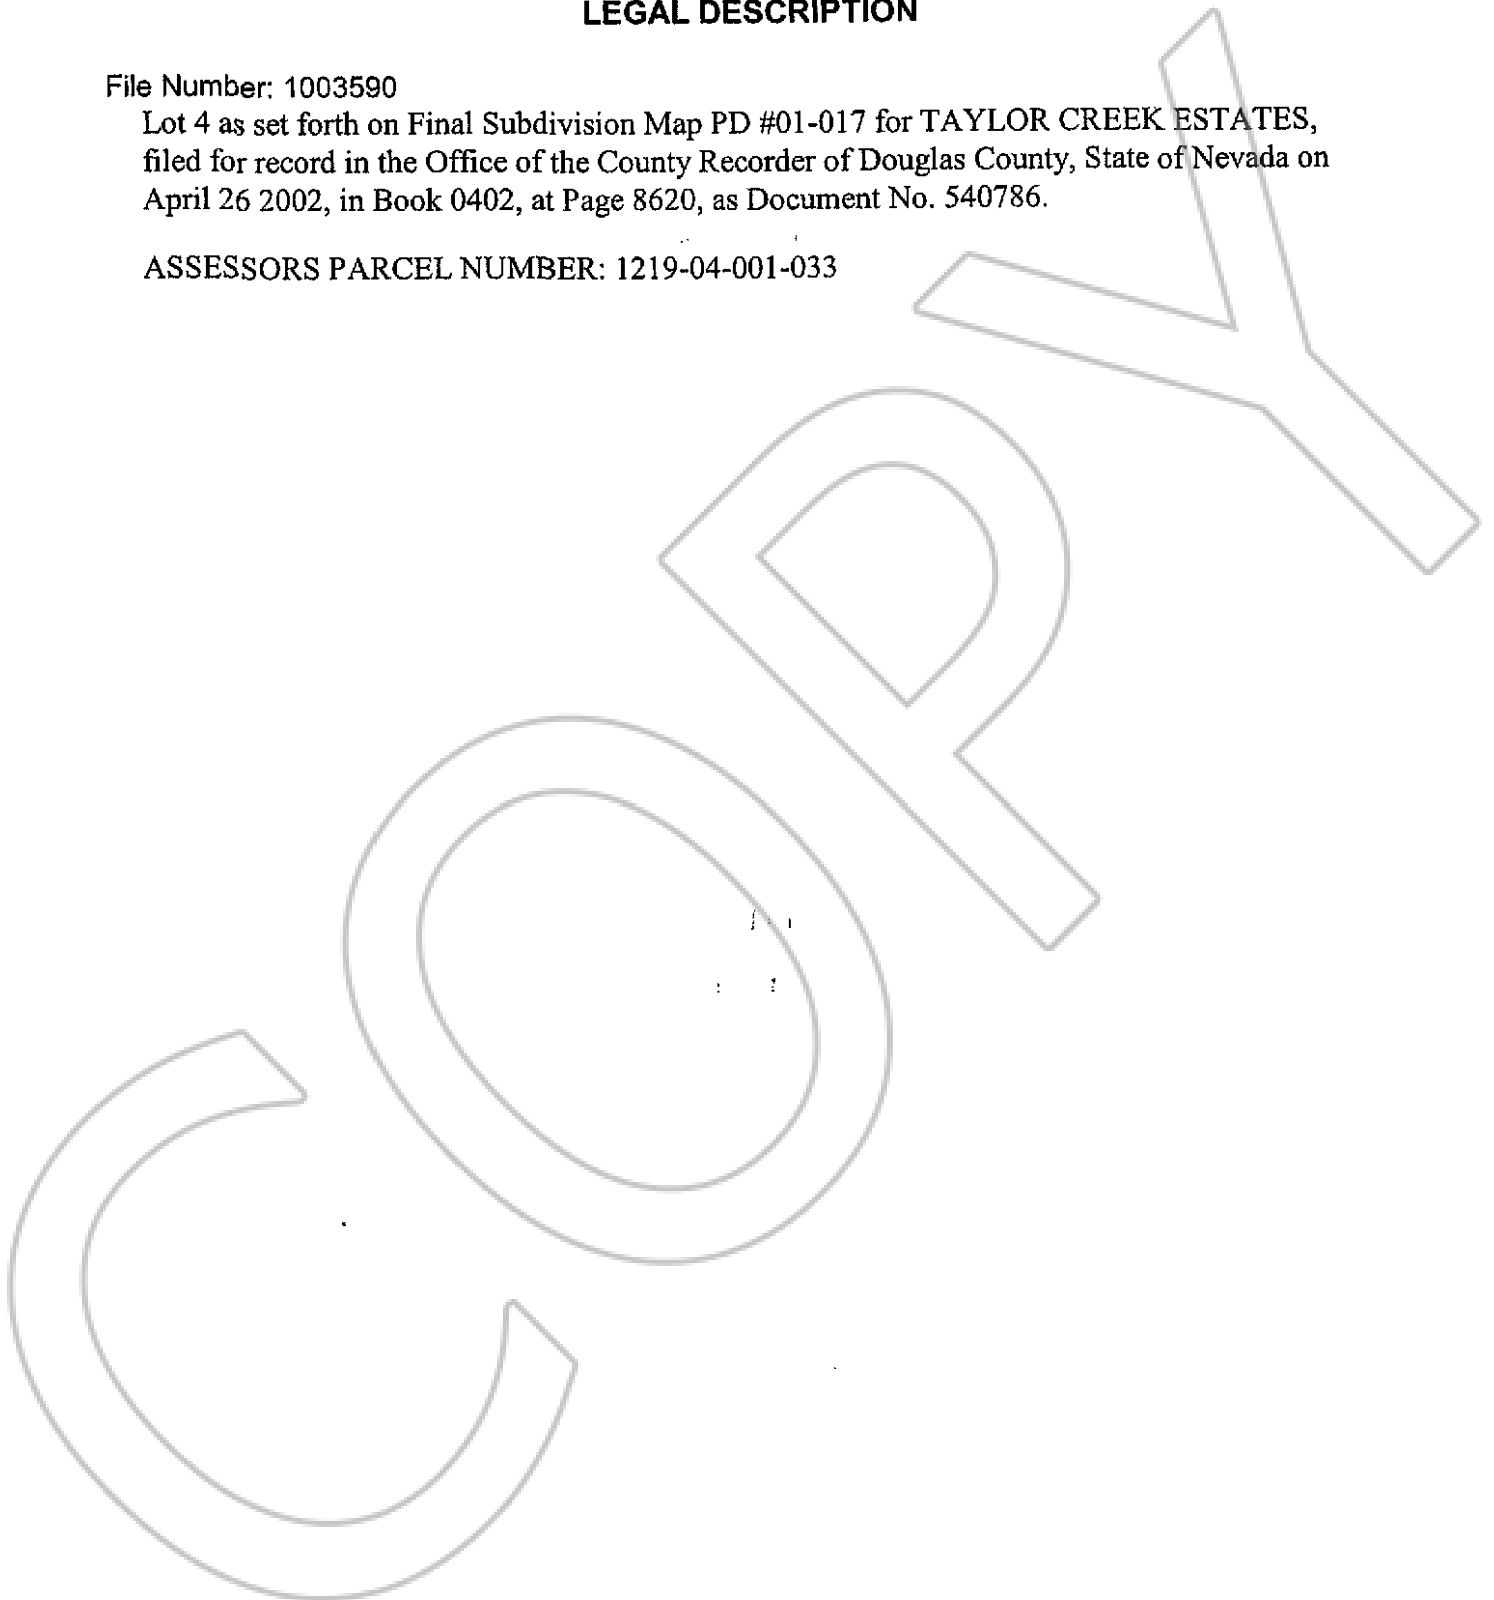 LEGAL DESCRIPTION
File Number: 1003590
Lot 4 as set forth on Final Subdivision Map PD #01-017 for TAYLOR CREEK ESTATES,
filed for record in the Office of the County Recorder of Douglas County, State of Nevada on
April 26 2002, in Book 0402, at Page 8620, as Document No. 540786.
ASSESSORS PARCEL NUMBER: 1219-04-001-033
COPY